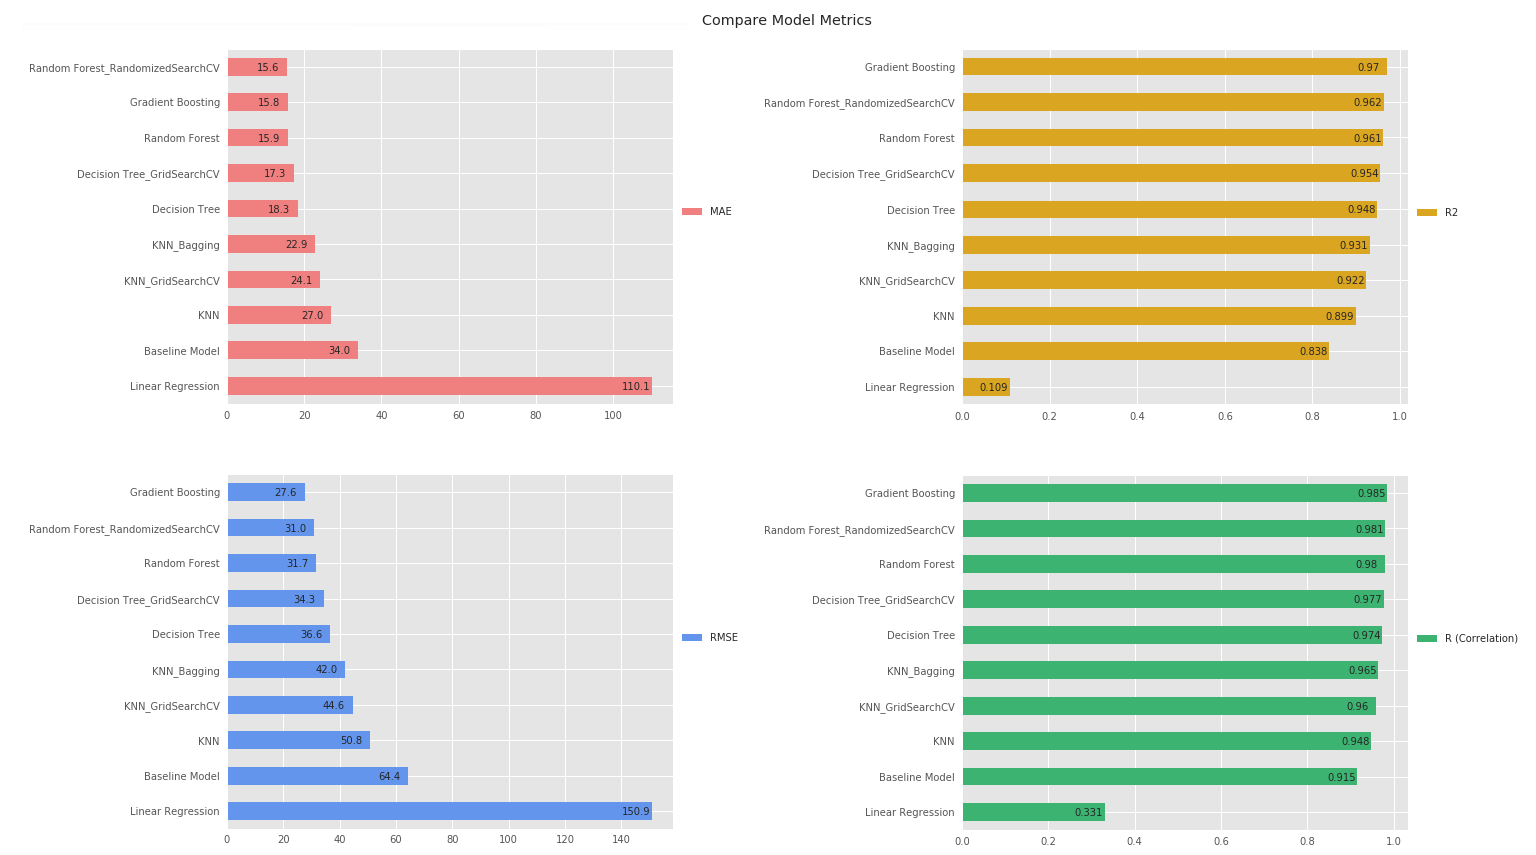 Compare Model Metrics
Random Forest_RandomizedSearchCV 15.6
Gradient Boosting 15.8
Random Forest 15.9
Decision Tree_GridSearchCV 17.3
Decision Tree 18.3
KNN_Bagging 22.9
KNN_GridSearchCV 24.1
KNN 27.0
Baseline Model 34.0
Linear Regression 110.1
0 20 40 60 80 100
MAE
Gradient Boosting 0.97
Random Forest_RandomizedSearchCV 0.962
Random Forest 0.961
Decision Tree_GridSearchCV 0.954
Decision Tree 0.948
KNN_Bagging 0.931
KNN_GridSearchCV 0.922
KNN 0.899
Baseline Model 0.838
Linear Regression 0.109
0.0 0.2 0.4 0.6 0.8 1.0
R2
Gradient Boosting 27.6
Random Forest_RandomizedSearchCV 31.0
Random Forest 31.7
Decision Tree_GridSearchCV 34.3
Decision Tree 36.6
KNN_Bagging 42.0
KNN_GridSearchCV 44.6
KNN 50.8
Baseline Model 64.4
Linear Regression 150.9
0 20 40 60 80 100 120 140
RMSE
Gradient Boosting 0.985
Random Forest_RandomizedSearchCV 0.981
Random Forest 0.98
Decision Tree_GridSearchCV 0.977
Decision Tree 0.974
KNN_Bagging 0.965
KNN_GridSearchCV 0.96
KNN 0.948
Baseline Model 0.915
Linear Regression 0.331
0.0 0.2 0.4 0.6 0.8 1.0
R (Correlation)